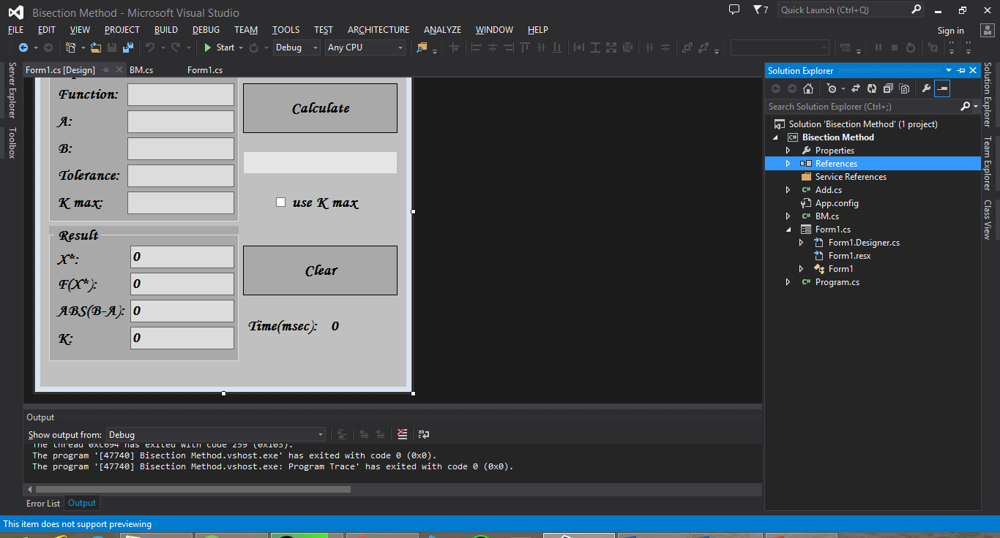 Bisection Method - Microsoft Visual Studio
7
Quick Launch (Ctrl+Q)
FILE EDIT VIEW PROJECT BUILD DEBUG TEAM TOOLS TEST ARCHITECTURE ANALYZE WINDOW HELP
Sign in
Start Debug Any CPU
Server Explorer
Toolbox
Form1.cs [Design] BM.cs Form1.cs
Function:
A:
B:
Tolerance:
K max:
Calculate
use K max
Result
X*: 0
F(X*): 0
ABS(B-A): 0
K: 0
Clear
Time(msec): 0
Output
Show output from: Debug
The thread 0xc694 has exited with code 259 (0x103).
The program '[47740] Bisection Method.vshost.exe' has exited with code 0 (0x0).
The program '[47740] Bisection Method.vshost.exe: Program Trace' has exited with code 0 (0x0).
Error List Output
Solution Explorer
Search Solution Explorer (Ctrl+;)
Solution 'Bisection Method' (1 project)
C# Bisection Method
Properties
References
Service References
C# Add.cs
App.config
C# BM.cs
Form1.cs
Form1.Designer.cs
Form1.resx
Form1
C# Program.cs
Solution Explorer
Team Explorer
Class View
This item does not support previewing